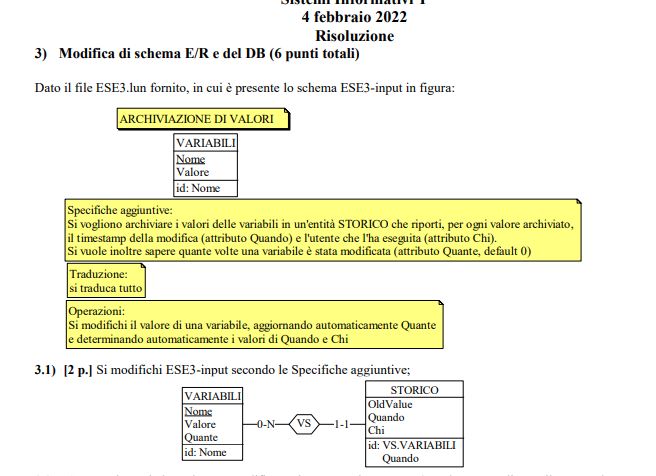 Sistemi Informativi T
4 febbraio 2022
Risoluzione
3) Modifica di schema E/R e del DB (6 punti totali)
Dato il file ESE3.lun fornito, in cui è presente lo schema ESE3-input in figura:
ARCHIVIAZIONE DI VALORI
VARIABILI
Nome
Valore
id: Nome
Specifiche aggiuntive:
Si vogliono archiviare i valori delle variabili in un'entità STORICO che riporti, per ogni valore archiviato,
il timestamp della modifica (attributo Quando) e l'utente che l'ha eseguita (attributo Chi).
Si vuole inoltre sapere quante volte una variabile è stata modificata (attributo Quante, default 0)
Traduzione:
si traduca tutto
Operazioni:
Si modifichi il valore di una variabile, aggiornando automaticamente Quante
e determinando automaticamente i valori di Quando e Chi
3.1) [2 p.] Si modifichi ESE3-input secondo le Specifiche aggiuntive;
VARIABILI
Nome
Valore
Quante
id: Nome
0-N
VS
1-1
STORICO
OldValue
Quando
Chi
id: VS.VARIABILI
Quando